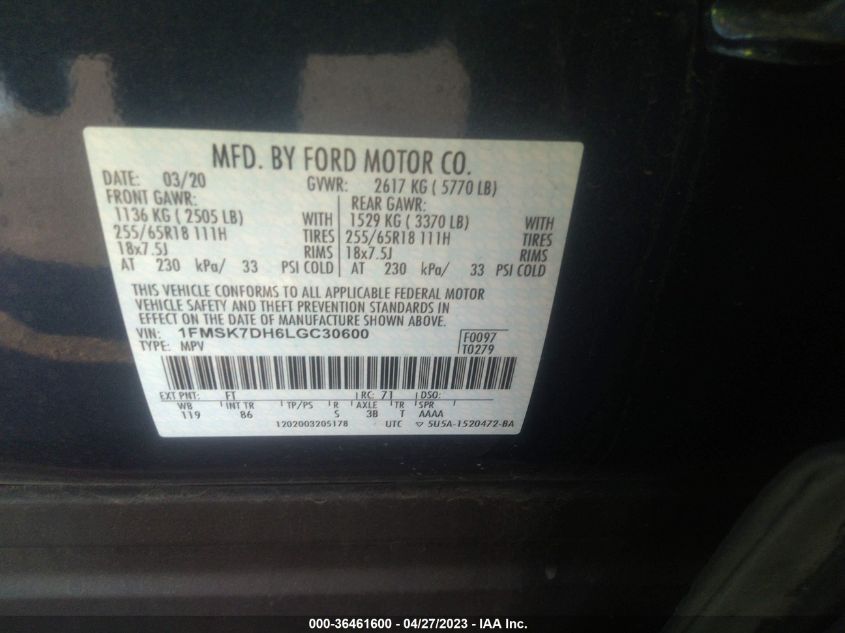 MFD. BY FORD MOTOR CO.
DATE: 03/20 GVWR: 2617 KG ( 5770 LB)
FRONT GAWR: REAR GAWR:
1136 KG ( 2505 LB) WITH 1529 KG ( 3370 LB) WITH
255/65R18 111H TIRES 255/65R18 111H TIRES
18x7.5J RIMS 18x7.5J RIMS
AT 230 kPa/ 33 PSI COLD AT 230 kPa/ 33 PSI COLD
THIS VEHICLE CONFORMS TO ALL APPLICABLE FEDERAL MOTOR
VEHICLE SAFETY AND THEFT PREVENTION STANDARDS IN
EFFECT ON THE DATE OF MANUFACTURE SHOWN ABOVE.
VIN: 1FMSK7DH6LGC30600 F0097
TYPE: MPV T0279
EXT PNT: FT RC: 71 DSO:
WB INT TR TP/PS R AXLE TR SPR
119 86 5 3B T AAAA
1202003205178 UTC ▽ 5U5A-1520472-BA
000-36461600 - 04/27/2023 - IAA Inc.